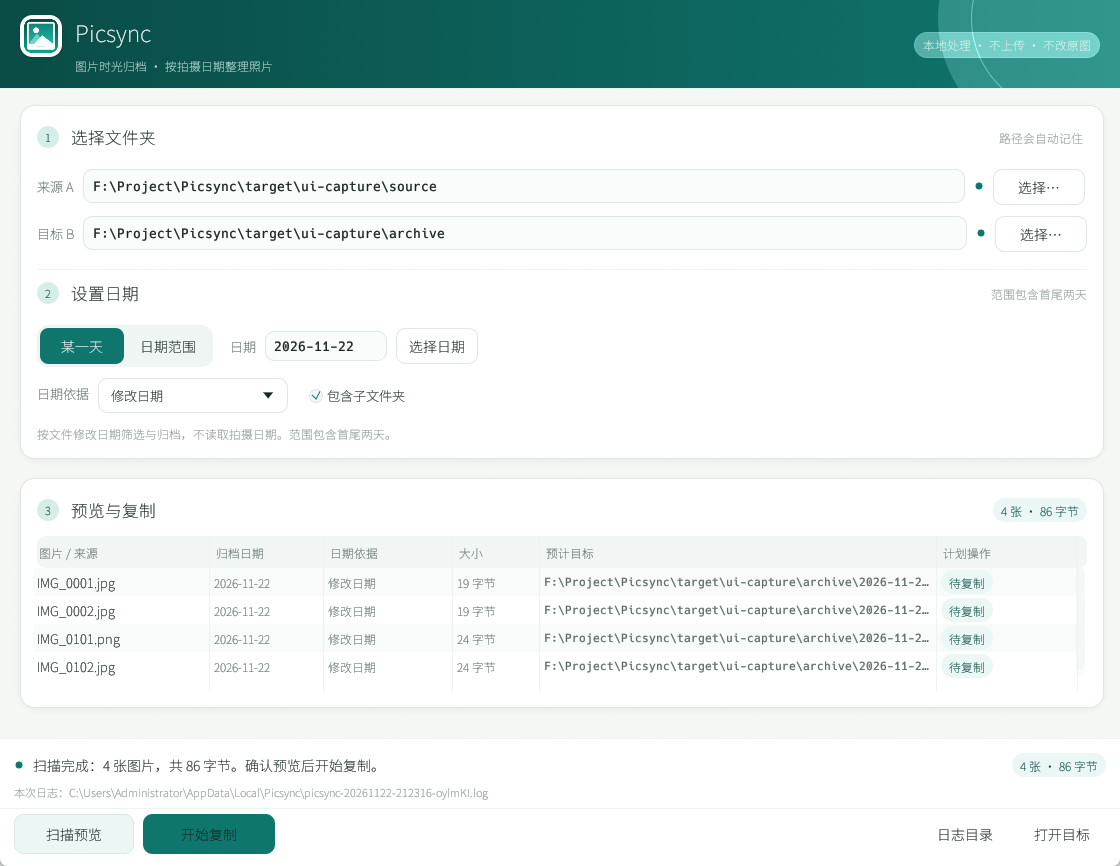 Picsync
图片时光归档 • 按拍摄日期整理照片
本地处理 • 不上传 • 不改原图
1 选择文件夹 路径会自动记住
来源 A F:\Project\Picsync\target\ui-capture\source 选择…
目标 B F:\Project\Picsync\target\ui-capture\archive 选择…
2 设置日期 范围包含首尾两天
某一天 日期范围 日期 2026-11-22 选择日期
日期依据 修改日期 包含子文件夹
按文件修改日期筛选与归档，不读取拍摄日期。范围包含首尾两天。
3 预览与复制 4 张 • 86 字节
图片 / 来源 归档日期 日期依据 大小 预计目标 计划操作
IMG_0001.jpg 2026-11-22 修改日期 19 字节 F:\Project\Picsync\target\ui-capture\archive\2026-11-2… 待复制
IMG_0002.jpg 2026-11-22 修改日期 19 字节 F:\Project\Picsync\target\ui-capture\archive\2026-11-2… 待复制
IMG_0101.png 2026-11-22 修改日期 24 字节 F:\Project\Picsync\target\ui-capture\archive\2026-11-2… 待复制
IMG_0102.jpg 2026-11-22 修改日期 24 字节 F:\Project\Picsync\target\ui-capture\archive\2026-11-2… 待复制
扫描完成：4 张图片，共 86 字节。确认预览后开始复制。 4 张 • 86 字节
本次日志：C:\Users\Administrator\AppData\Local\Picsync\picsync-20261122-212316-oylmKI.log
扫描预览 开始复制 日志目录 打开目标